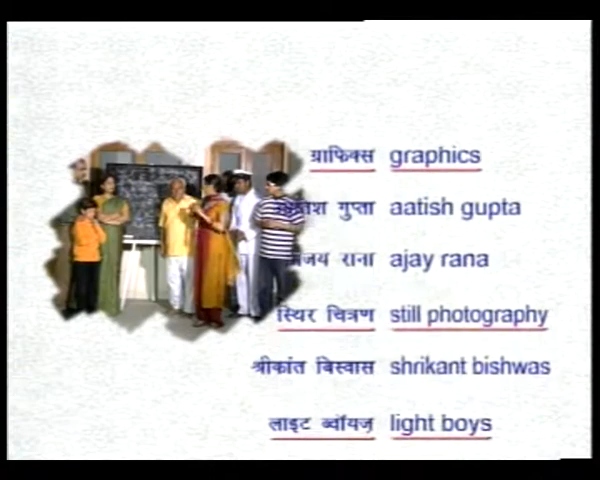 ग्राफिक्स graphics
गुप्ता aatish gupta
राना ajay rana
स्थिर चित्रण still photography
श्रीकांत बिस्वास shrikant bishwas
लाइट ब्वॉयज़ light boys